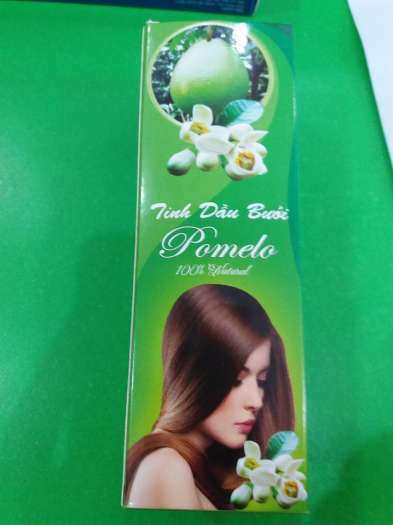 Tinh Dầu Bưởi
Pomelo
100% Natural